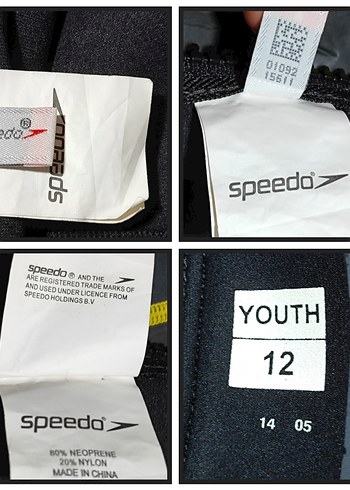 edo®
speedo
01092
15611
speedo
speedo® AND THE
ARE REGISTERED TRADE MARKS OF
AND USED UNDER LICENCE FROM
SPEEDO HOLDINGS B.V
speedo
80% NEOPRENE
20% NYLON
MADE IN CHINA
YOUTH
12
14 05